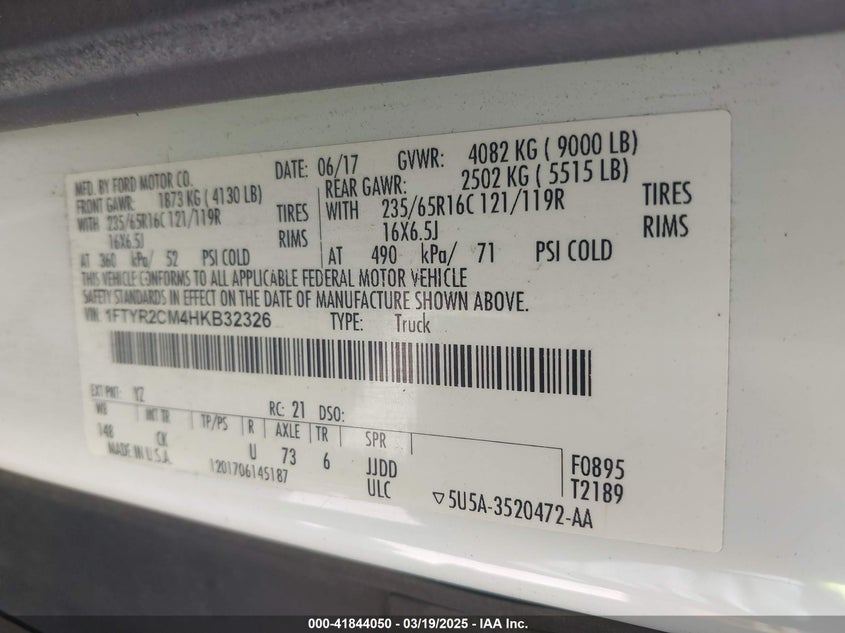 MFD. BY FORD MOTOR CO. DATE: 06/17 GVWR: 4082 KG ( 9000 LB)
FRONT GAWR: 1873 KG ( 4130 LB) REAR GAWR: 2502 KG ( 5515 LB)
WITH 235/65R16C 121/119R TIRES WITH 235/65R16C 121/119R TIRES
16X6.5J RIMS 16X6.5J RIMS
AT 360 kPa/ 52 PSI COLD AT 490 kPa/ 71 PSI COLD
THIS VEHICLE CONFORMS TO ALL APPLICABLE FEDERAL MOTOR VEHICLE
SAFETY STANDARDS IN EFFECT ON THE DATE OF MANUFACTURE SHOWN ABOVE.
VIN: 1FTYR2CM4HKB32326 TYPE: Truck
EXT PNT: YZ RC: 21 DSO:
WB INT TR TP/PS R AXLE TR SPR
148 CK U 73 6 JJDD F0895
MADE IN U.S.A. 1201706145187 ULC T2189
▽5U5A-3520472-AA
000-41844050 - 03/19/2025 - IAA Inc.